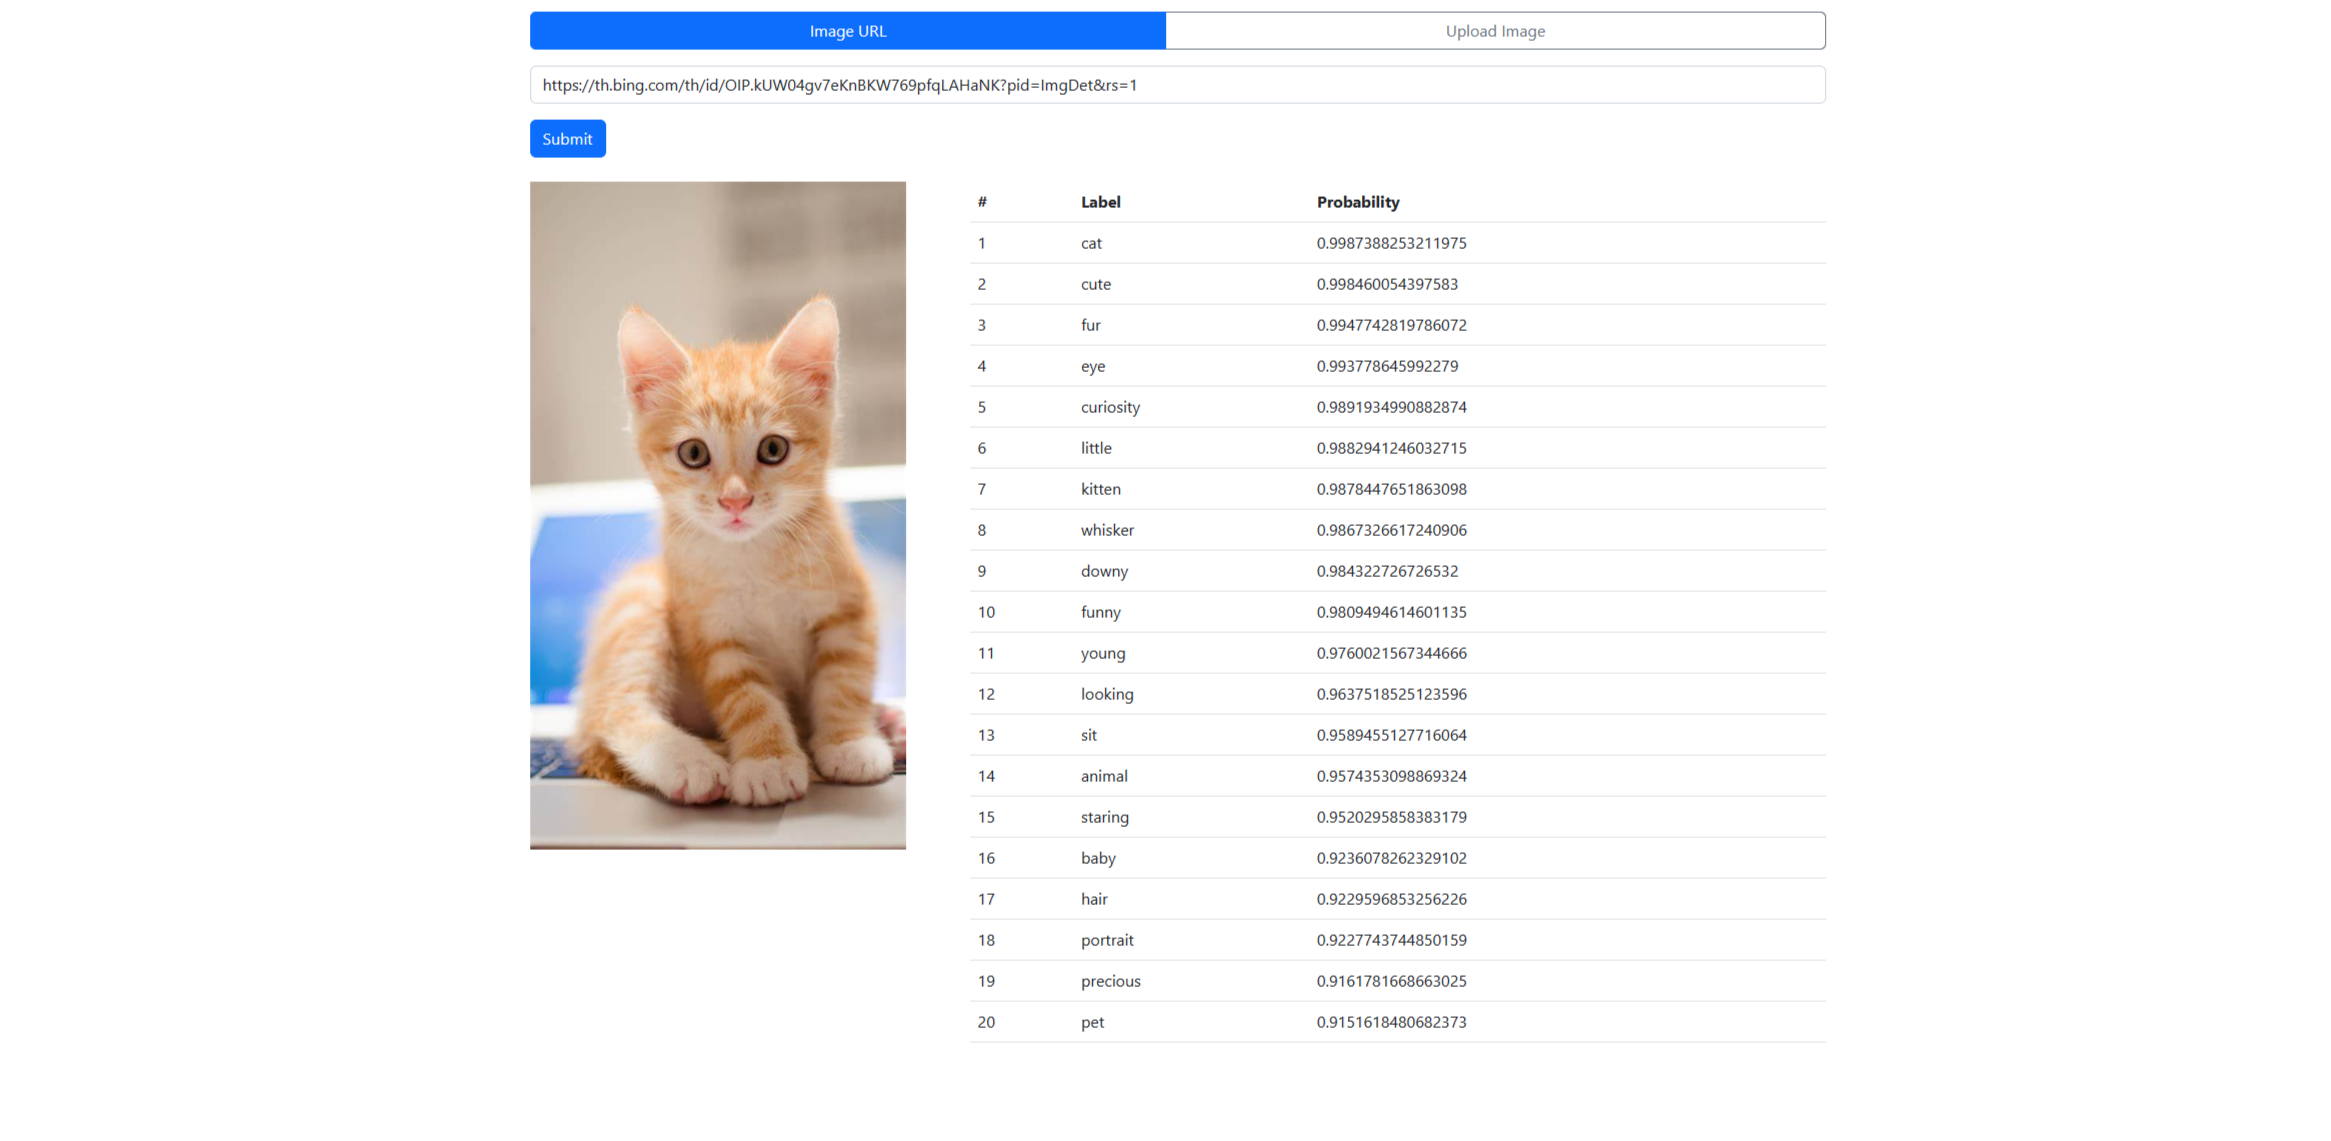 Image URL Upload Image
https://th.bing.com/th/id/OIP.kUW04gv7eKnBKW769pfqLAHaNK?pid=ImgDet&rs=1
Submit
# Label Probability
1 cat 0.9987388253211975
2 cute 0.998460054397583
3 fur 0.9947742819786072
4 eye 0.993778645992279
5 curiosity 0.9891934990882874
6 little 0.9882941246032715
7 kitten 0.9878447651863098
8 whisker 0.9867326617240906
9 downy 0.984322726726532
10 funny 0.9809494614601135
11 young 0.9760021567344666
12 looking 0.9637518525123596
13 sit 0.9589455127716064
14 animal 0.9574353098869324
15 staring 0.9520295858383179
16 baby 0.9236078262329102
17 hair 0.9229596853256226
18 portrait 0.9227743744850159
19 precious 0.9161781668663025
20 pet 0.9151618480682373